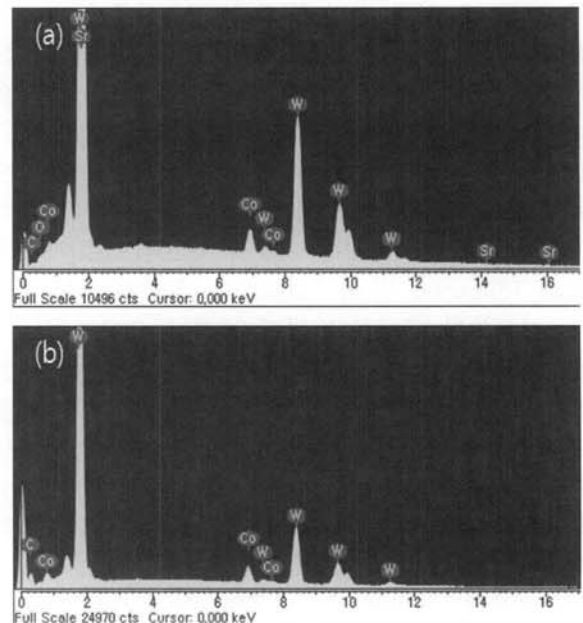 (a)
W
Sr
W
Co
O
C
Co
W
Co
W
W
Sr
Sr
0 2 4 6 8 10 12 14 16
Full Scale 10496 cts Cursor: 0,000 keV
(b)
W
C
Co
Co
W
Co
W
W
W
0 2 4 6 8 10 12 14 16
Full Scale 24970 cts Cursor: 0,000 keV